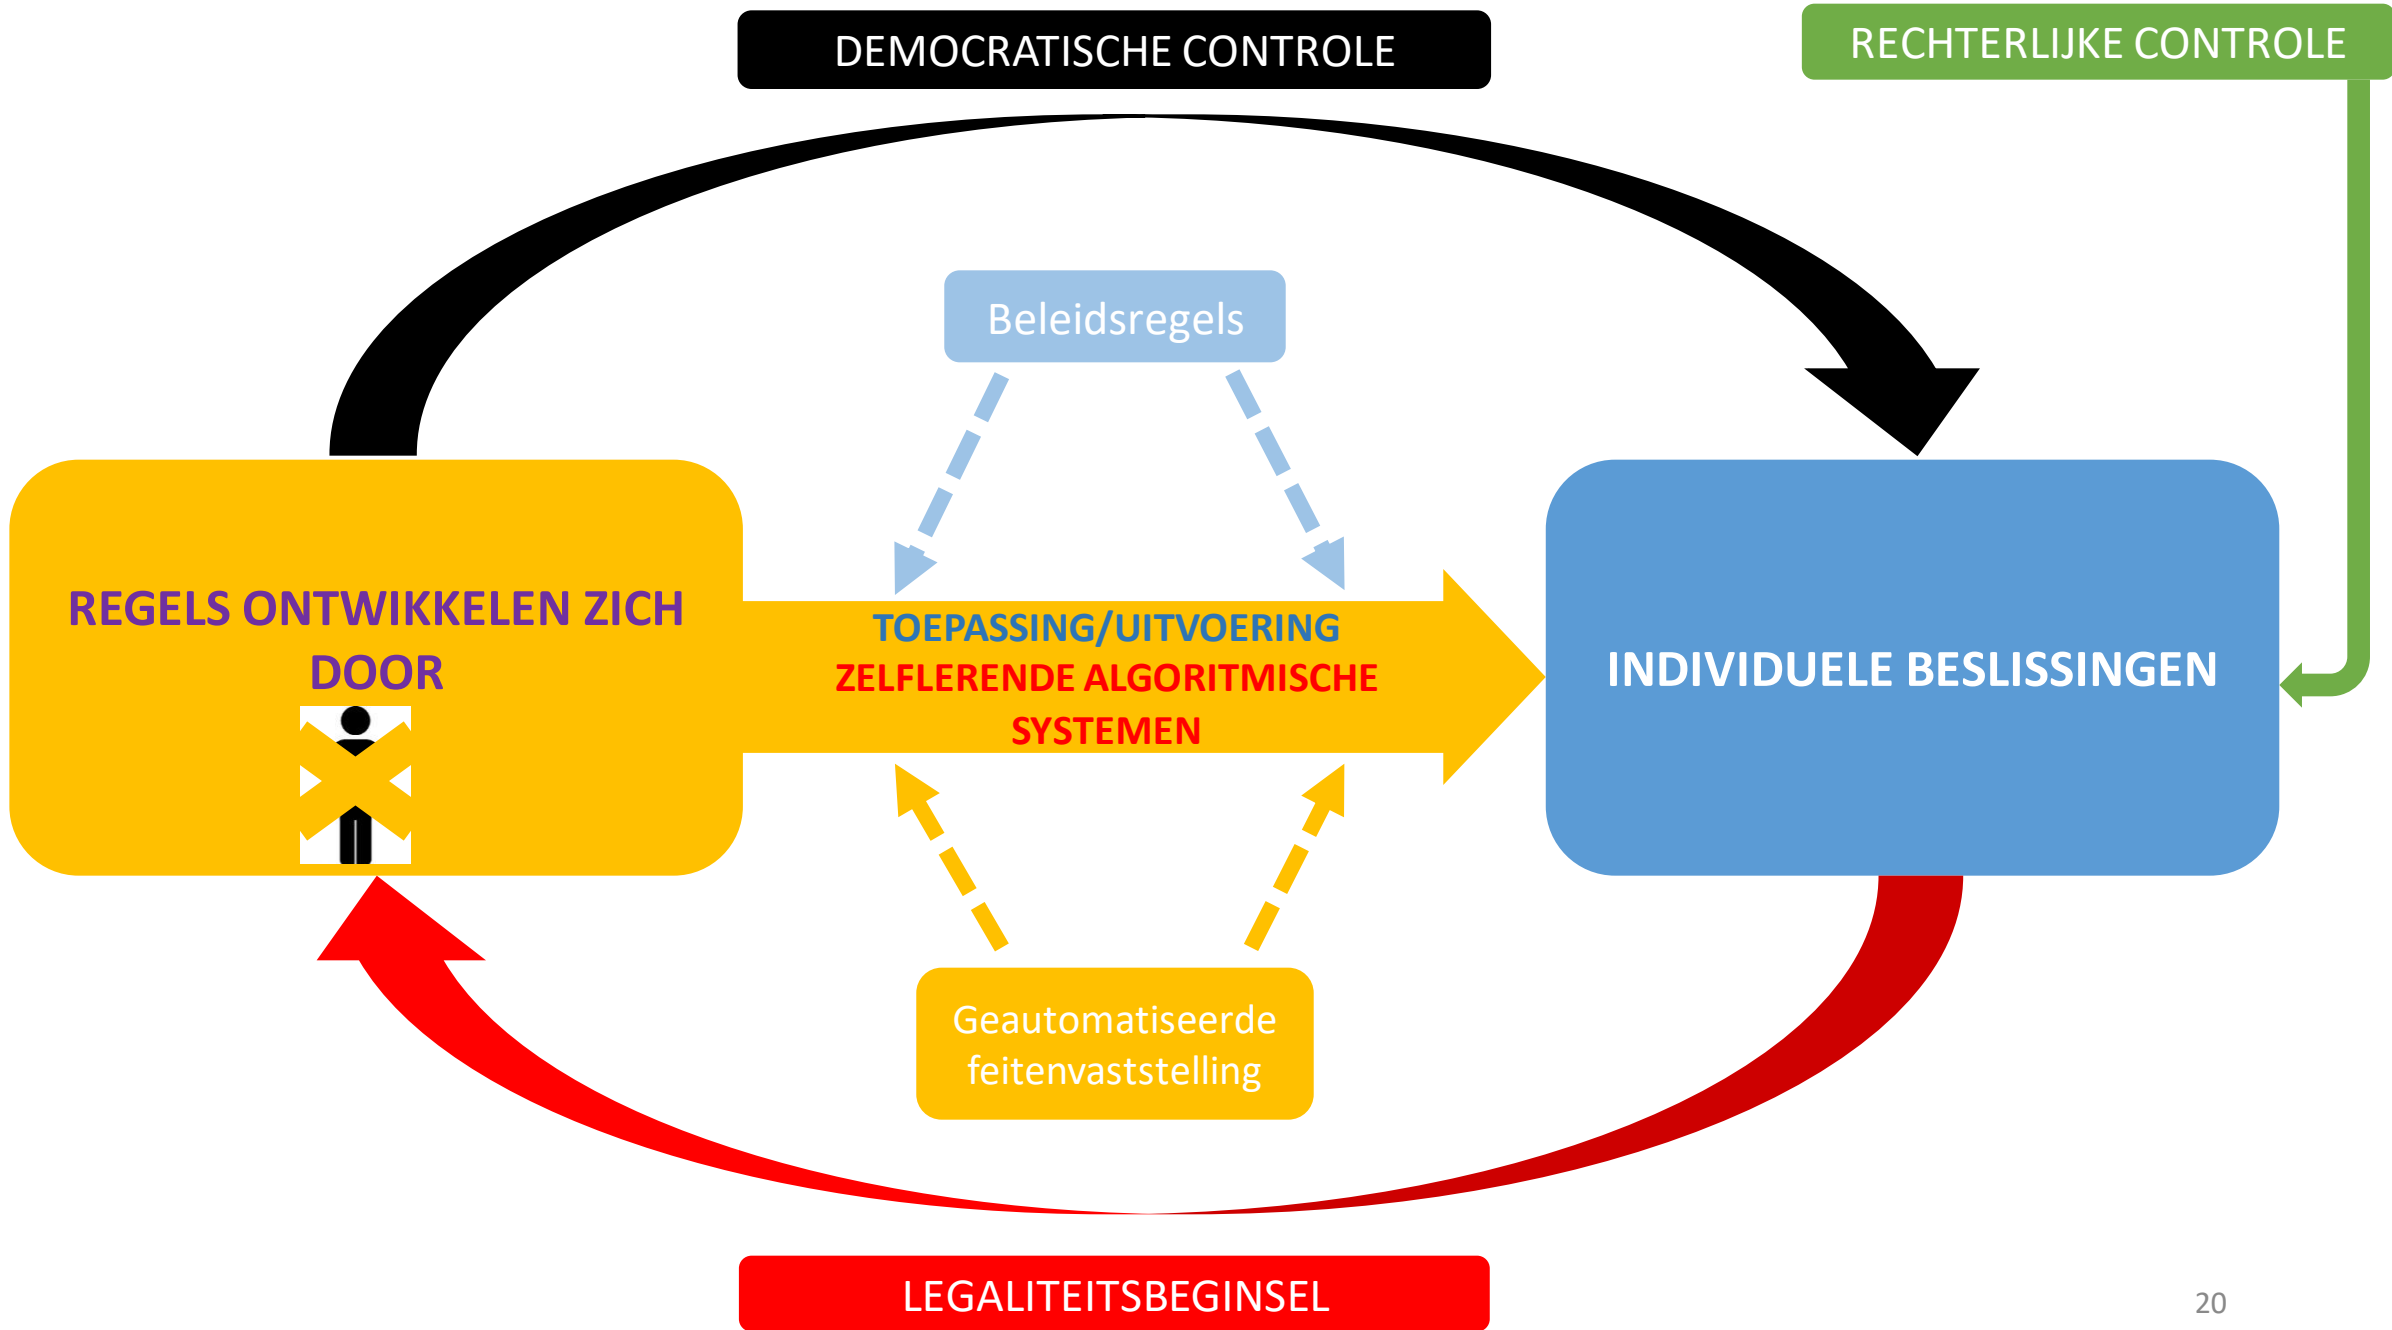 DEMOCRATISCHE CONTROLE
RECHTERLIJKE CONTROLE
Beleidsregels
REGELS ONTWIKKELEN ZICH
DOOR
TOEPASSING/UITVOERING
ZELFLERENDE ALGORITMISCHE
SYSTEMEN
INDIVIDUELE BESLISSINGEN
Geautomatiseerde
feitenvaststelling
LEGALITEITSBEGINSEL
20